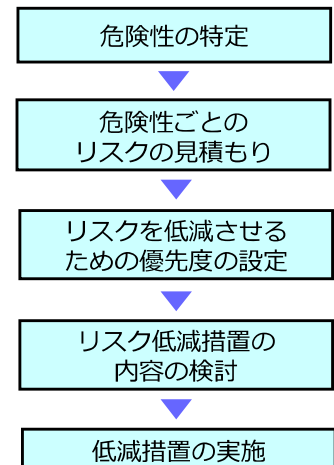 危険性の特定
危険性ごとの
リスクの見積もり
リスクを低減させる
ための優先度の設定
リスク低減措置の
内容の検討
低減措置の実施